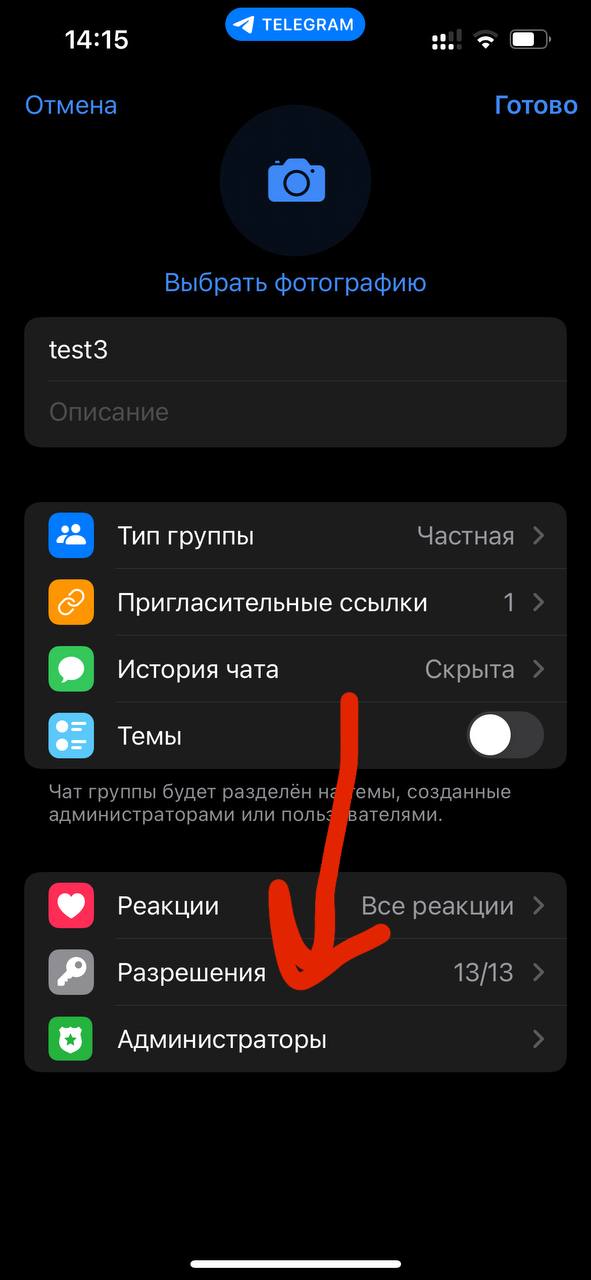 14:15
TELEGRAM
Отмена
Готово
Выбрать фотографию
test3
Описание
Тип группы Частная
Пригласительные ссылки 1
История чата Скрыта
Темы
Чат группы будет разделён на темы, созданные
администраторами или пользователями.
Реакции Все реакции
Разрешения 13/13
Администраторы